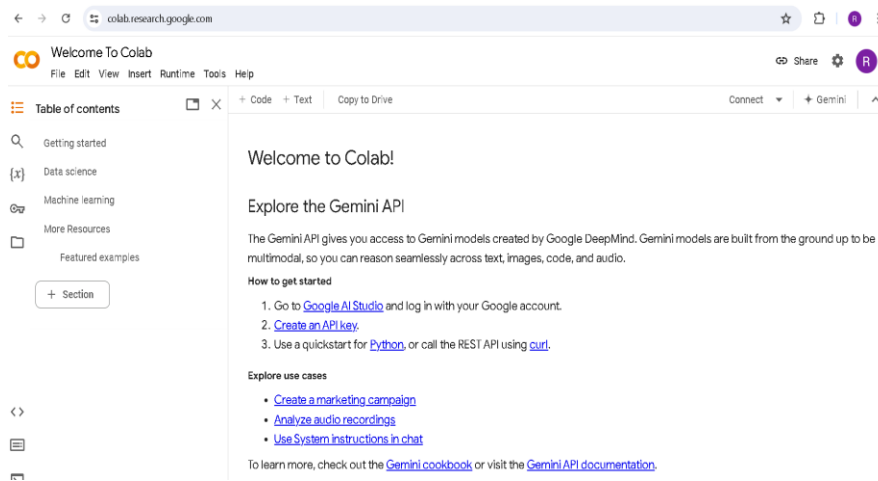 colab.research.google.com
R
Welcome To Colab
File Edit View Insert Runtime Tools Help
Share
R
Table of contents
+ Code + Text Copy to Drive
Connect
Gemini
Getting started
Data science
{x}
Machine learning
More Resources
Featured examples
+ Section
Welcome to Colab!
Explore the Gemini API
The Gemini API gives you access to Gemini models created by Google DeepMind. Gemini models are built from the ground up to be
multimodal, so you can reason seamlessly across text, images, code, and audio.
How to get started
1. Go to Google AI Studio and log in with your Google account.
2. Create an API key.
3. Use a quickstart for Python, or call the REST API using curl.
Explore use cases
• Create a marketing campaign
• Analyze audio recordings
• Use System instructions in chat
To learn more, check out the Gemini cookbook or visit the Gemini API documentation.